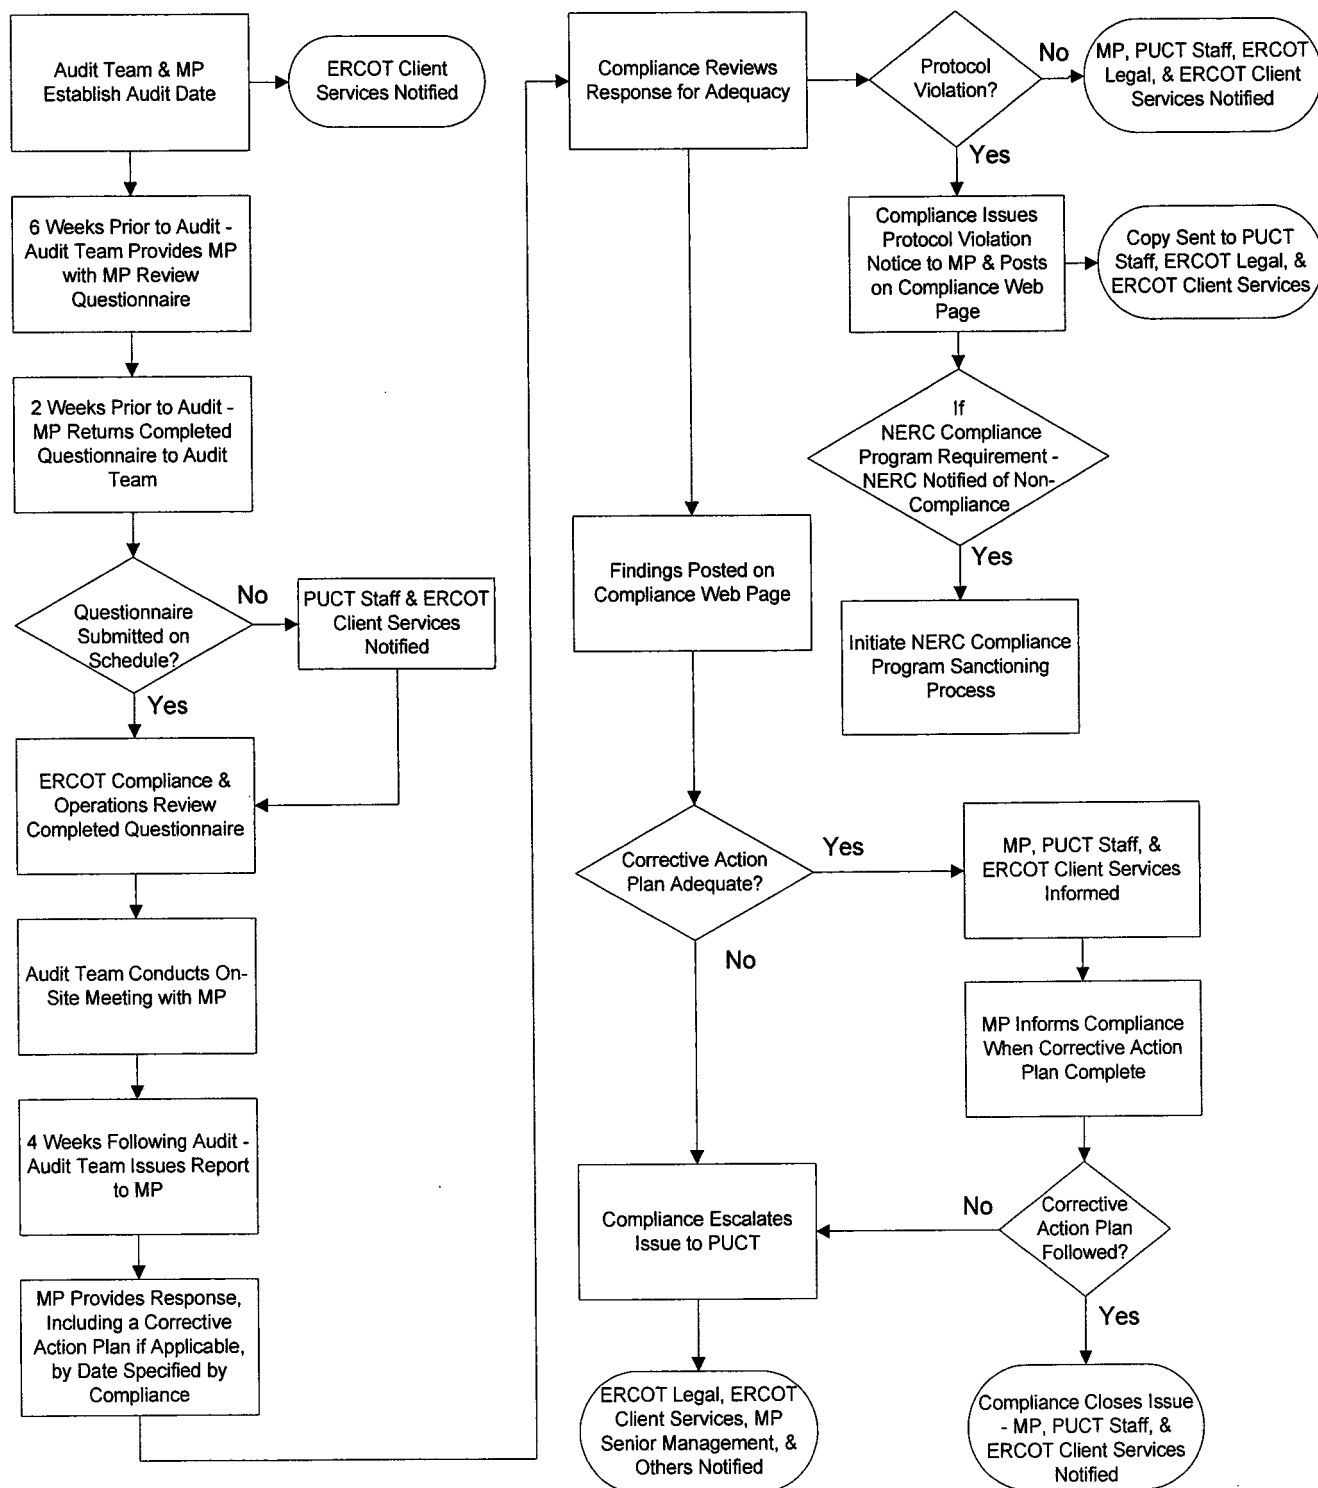 Audit Team & MP
Establish Audit Date
ERCOT Client
Services Notified
6 Weeks Prior to Audit -
Audit Team Provides MP
with MP Review
Questionnaire
2 Weeks Prior to Audit -
MP Returns Completed
Questionnaire to Audit
Team
Questionnaire
Submitted on
Schedule?
No
PUCT Staff & ERCOT
Client Services
Notified
Yes
ERCOT Compliance &
Operations Review
Completed Questionnaire
Audit Team Conducts On-
Site Meeting with MP
4 Weeks Following Audit -
Audit Team Issues Report
to MP
MP Provides Response,
Including a Corrective
Action Plan if Applicable,
by Date Specified by
Compliance
Compliance Reviews
Response for Adequacy
Protocol
Violation?
No
MP, PUCT Staff, ERCOT
Legal, & ERCOT Client
Services Notified
Yes
Compliance Issues
Protocol Violation
Notice to MP & Posts
on Compliance Web
Page
Copy Sent to PUCT
Staff, ERCOT Legal, &
ERCOT Client Services
If
NERC Compliance
Program Requirement -
NERC Notified of Non-
Compliance
Yes
Initiate NERC Compliance
Program Sanctioning
Process
Findings Posted on
Compliance Web Page
Corrective Action
Plan Adequate?
Yes
MP, PUCT Staff, &
ERCOT Client Services
Informed
No
MP Informs Compliance
When Corrective Action
Plan Complete
Corrective
Action Plan
Followed?
No
Compliance Escalates
Issue to PUCT
Yes
ERCOT Legal, ERCOT
Client Services, MP
Senior Management, &
Others Notified
Compliance Closes Issue
- MP, PUCT Staff, &
ERCOT Client Services
Notified